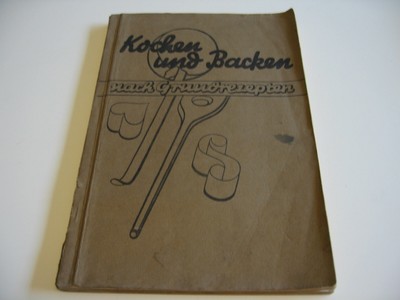 Kochen
und Backen
nach Grundrezepten